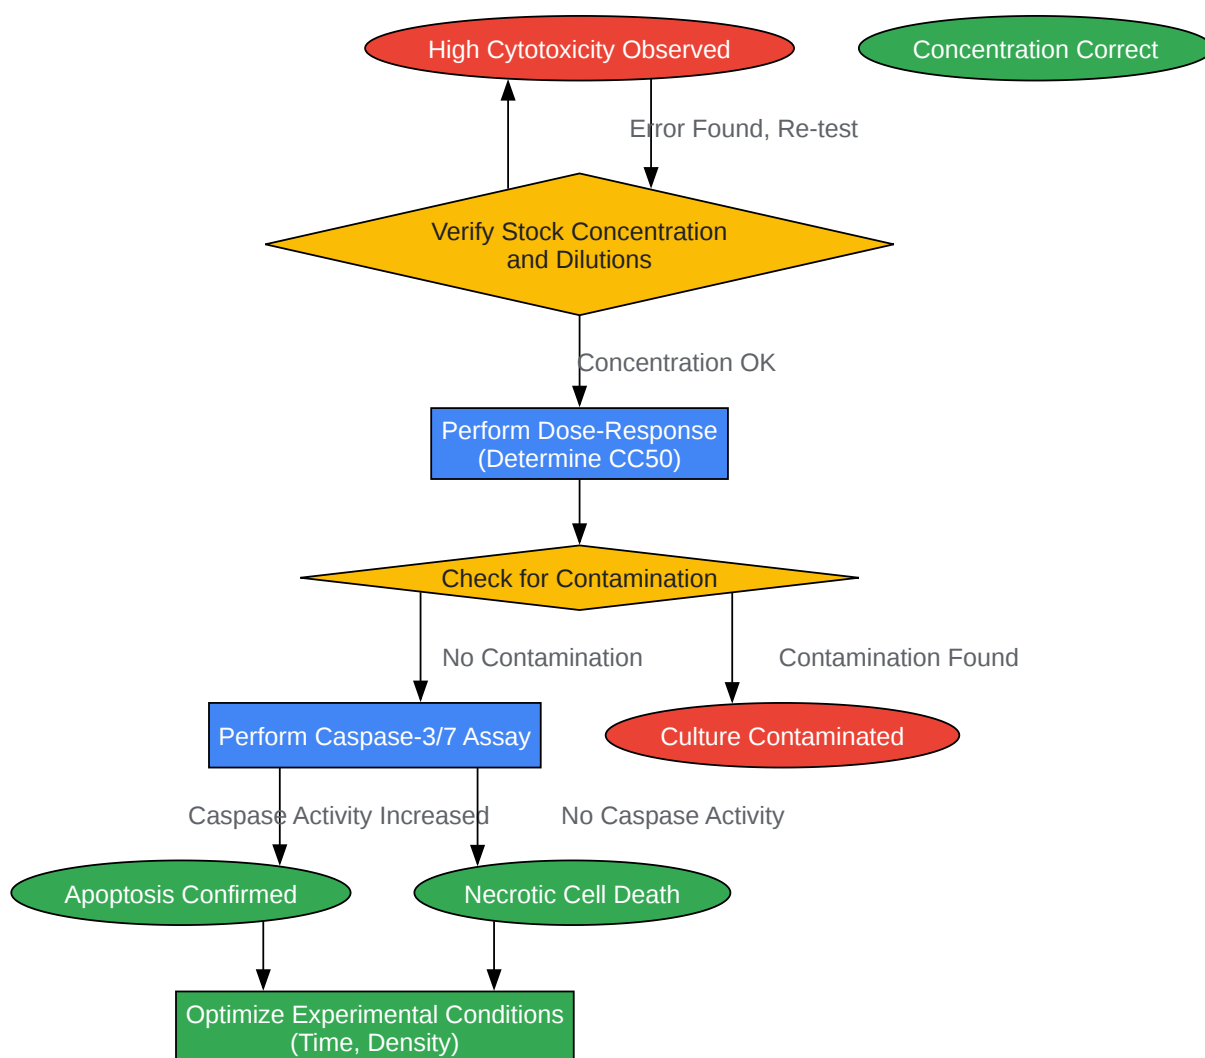 High Cytotoxicity Observed
Concentration Correct
Error Found, Re-test
Verify Stock Concentration
and Dilutions
Concentration OK
Perform Dose-Response
(Determine CC50)
Check for Contamination
No Contamination
Contamination Found
Perform Caspase-3/7 Assay
Culture Contaminated
Caspase Activity Increased
No Caspase Activity
Apoptosis Confirmed
Necrotic Cell Death
Optimize Experimental Conditions
(Time, Density)